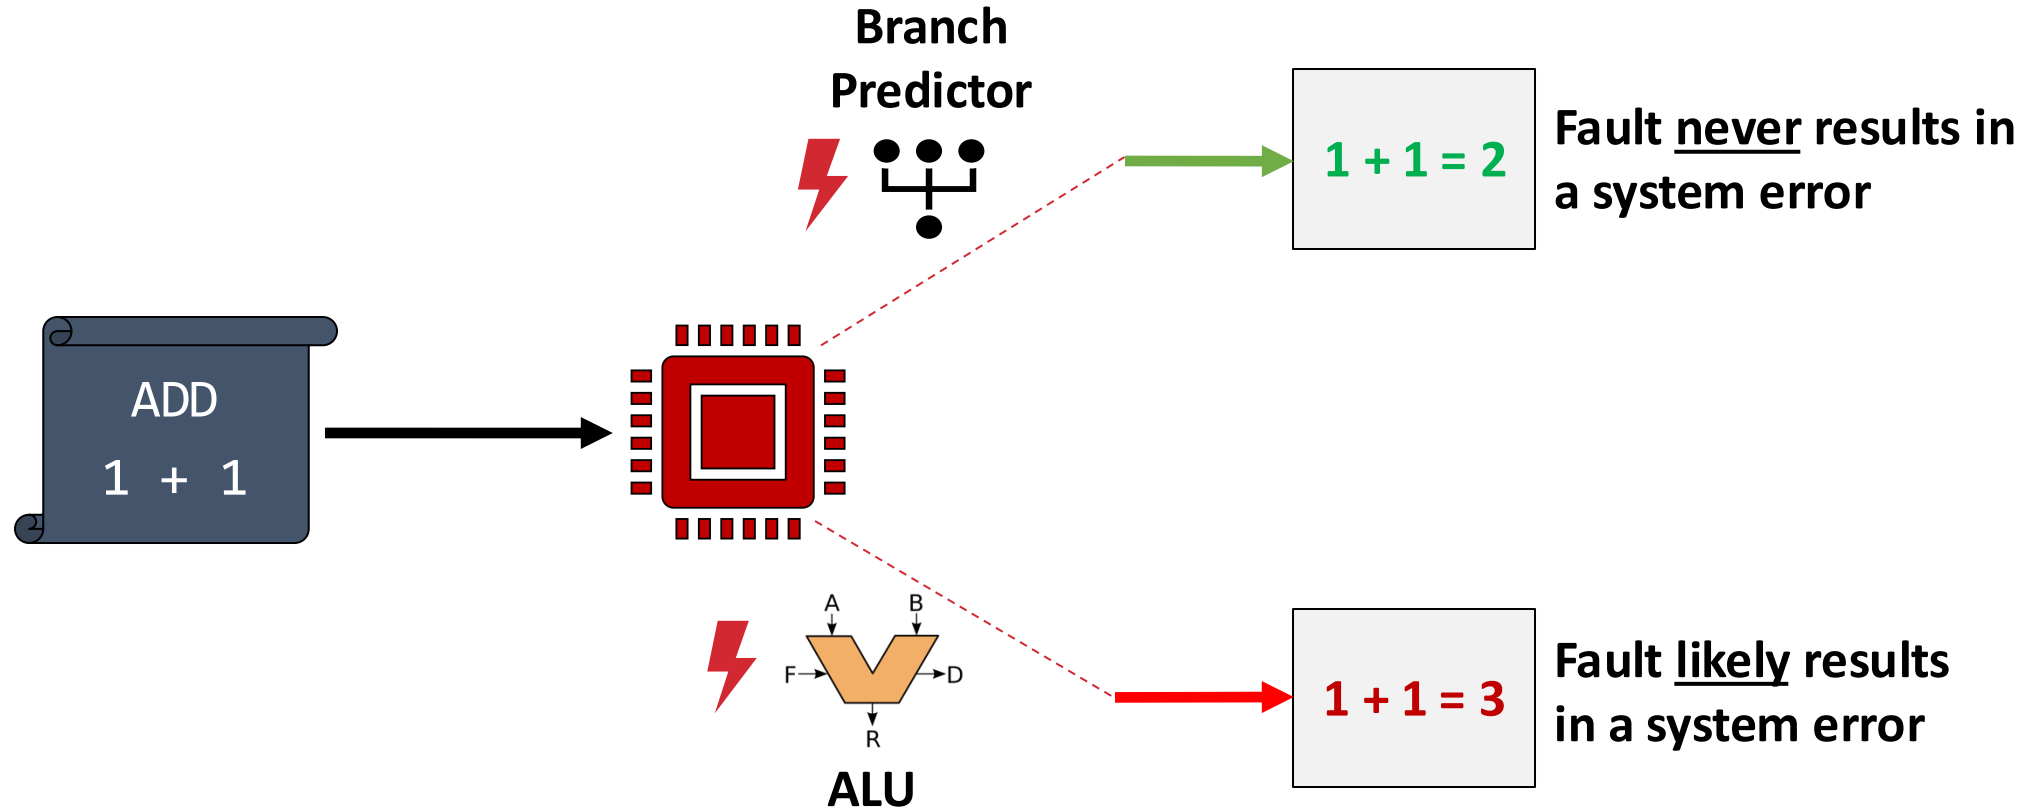 Branch
Predictor
1 + 1 = 2
Fault never results in
a system error
ADD
1 + 1
A
B
F
D
R
ALU
1 + 1 = 3
Fault likely results
in a system error